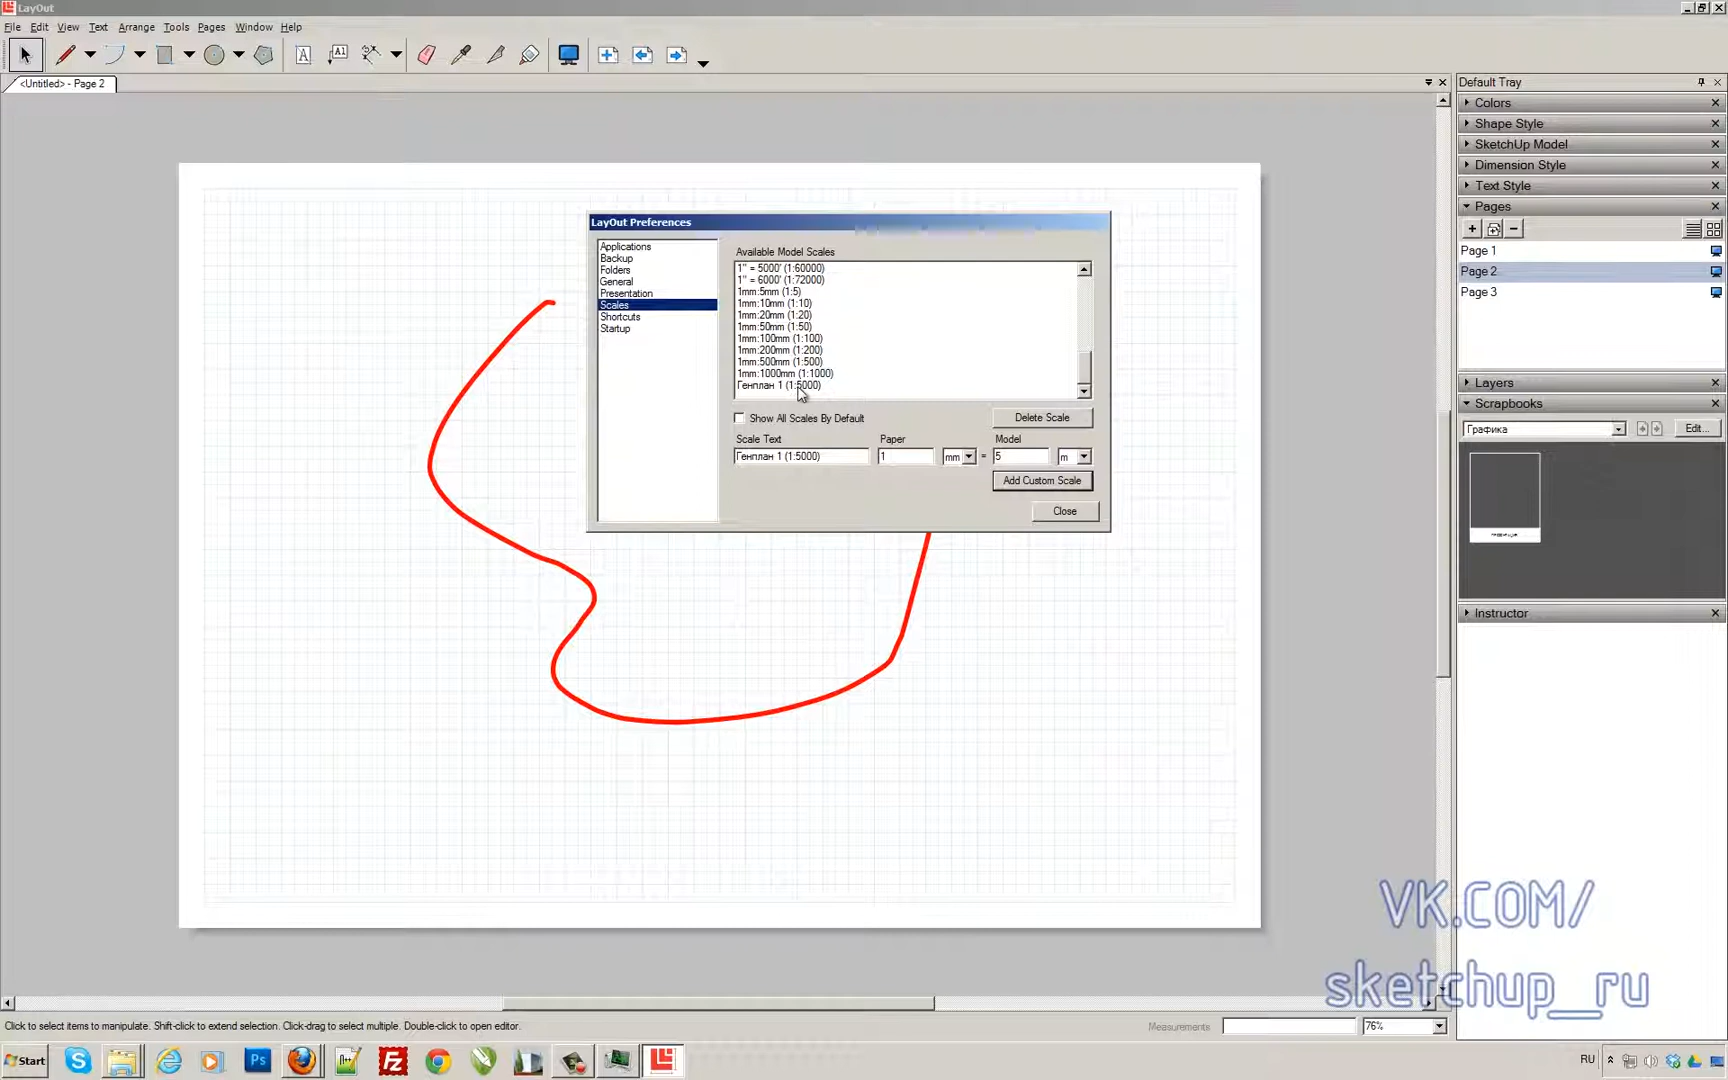 LayOut
File Edit View Text Arrange Tools Pages Window Help
<Untitled> - Page 2
Default Tray
Colors
Shape Style
SketchUp Model
Dimension Style
Text Style
Pages
Page 1
Page 2
Page 3
Layers
Scrapbooks
Графика
Edit...
Instructor
LayOut Preferences
Applications
Backup
Folders
General
Presentation
Scales
Shortcuts
Startup
Available Model Scales
1" = 5000' (1:60000)
1" = 6000' (1:72000)
1mm:5mm (1:5)
1mm:10mm (1:10)
1mm:20mm (1:20)
1mm:50mm (1:50)
1mm:100mm (1:100)
1mm:200mm (1:200)
1mm:500mm (1:500)
1mm:1000mm (1:1000)
Генплан 1 (1:5000)
Show All Scales By Default
Delete Scale
Scale Text Paper Model
Генплан 1 (1:5000) 1 mm = 5 m
Add Custom Scale
Close
VK.COM/
sketchup_ru
Click to select items to manipulate. Shift-click to extend selection. Click-drag to select multiple. Double-click to open editor.
Measurements
76%
Start
RU